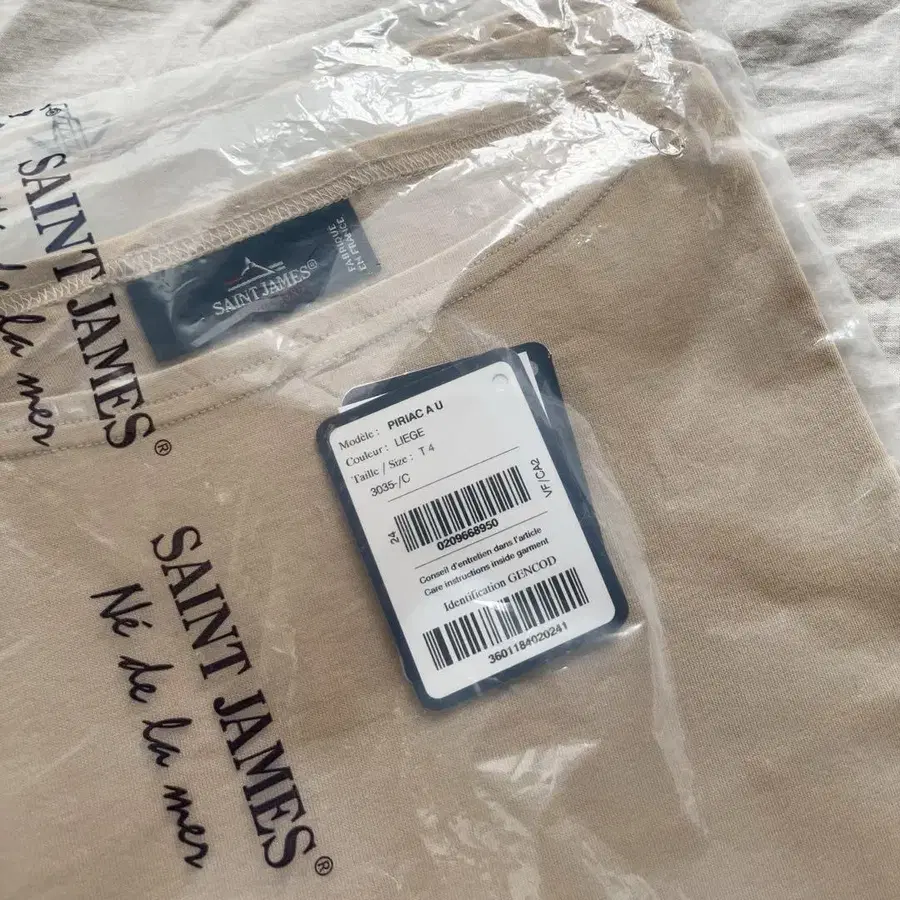 SAINT JAMES®
de la mer
SAINT JAMES®
FABRIQUÉ
EN FRANCE
Modèle : PIRIAC A U
Couleur : LIEGE
Taille / Size : T 4
3035-/C
24
0209668950
VF/CA2
Conseil d'entretien dans l'article
Care instructions inside garment
Identification GENCOD
3601184020241
SAINT JAMES®
Né de la mer